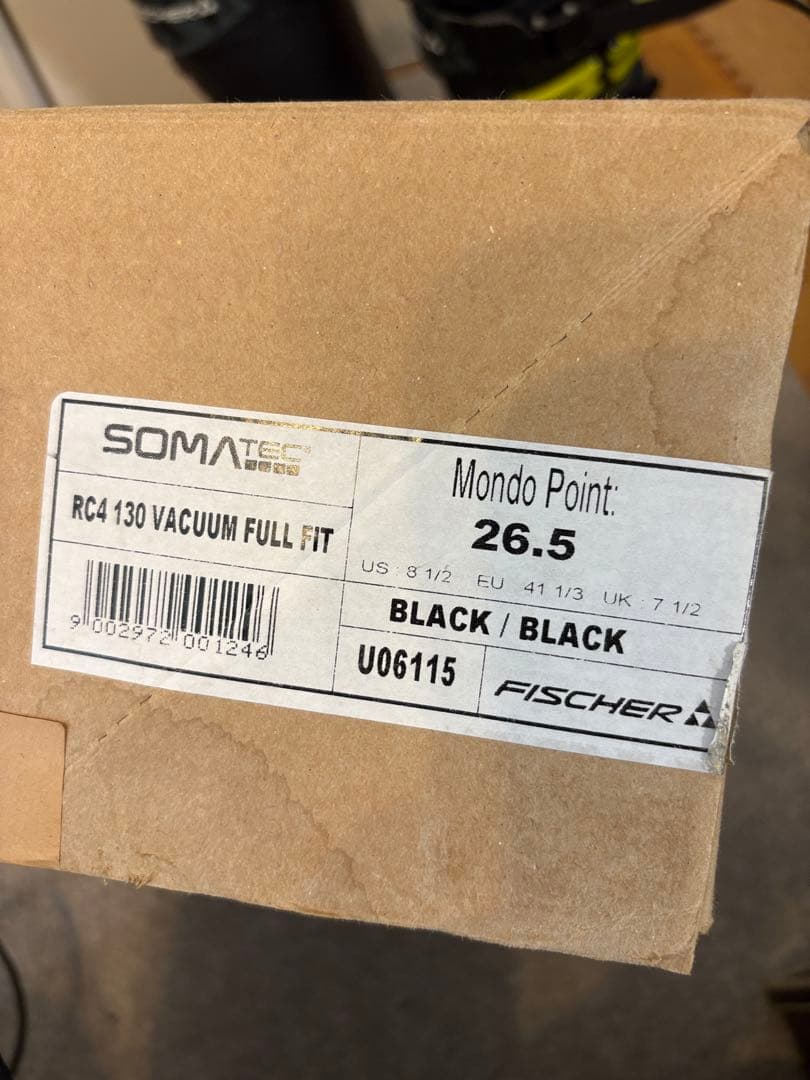 SOMATEC
RC4 130 VACUUM FULL FIT
9 002972 001246
Mondo Point:
26.5
US : 8 1/2 EU 41 1/3 UK : 7 1/2
BLACK / BLACK
U06115
FISCHER